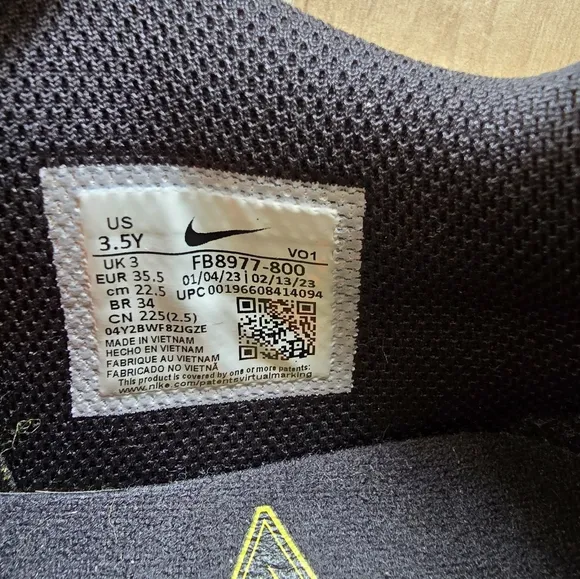 US
3.5Y
UK 3
EUR 35.5
cm 22.5
BR 34
CN 225(2.5)
VO1
FB8977-800
01/04/23 | 02/13/23
UPC 00196608414094
04Y2BWF8ZJGZE
MADE IN VIETNAM
HECHO EN VIETNAM
FABRIQUE AU VIETNAM
FABRICADO NO VIETNÃ
This product is covered by one or more patents:
www.nike.com/patentsvirtualmarking